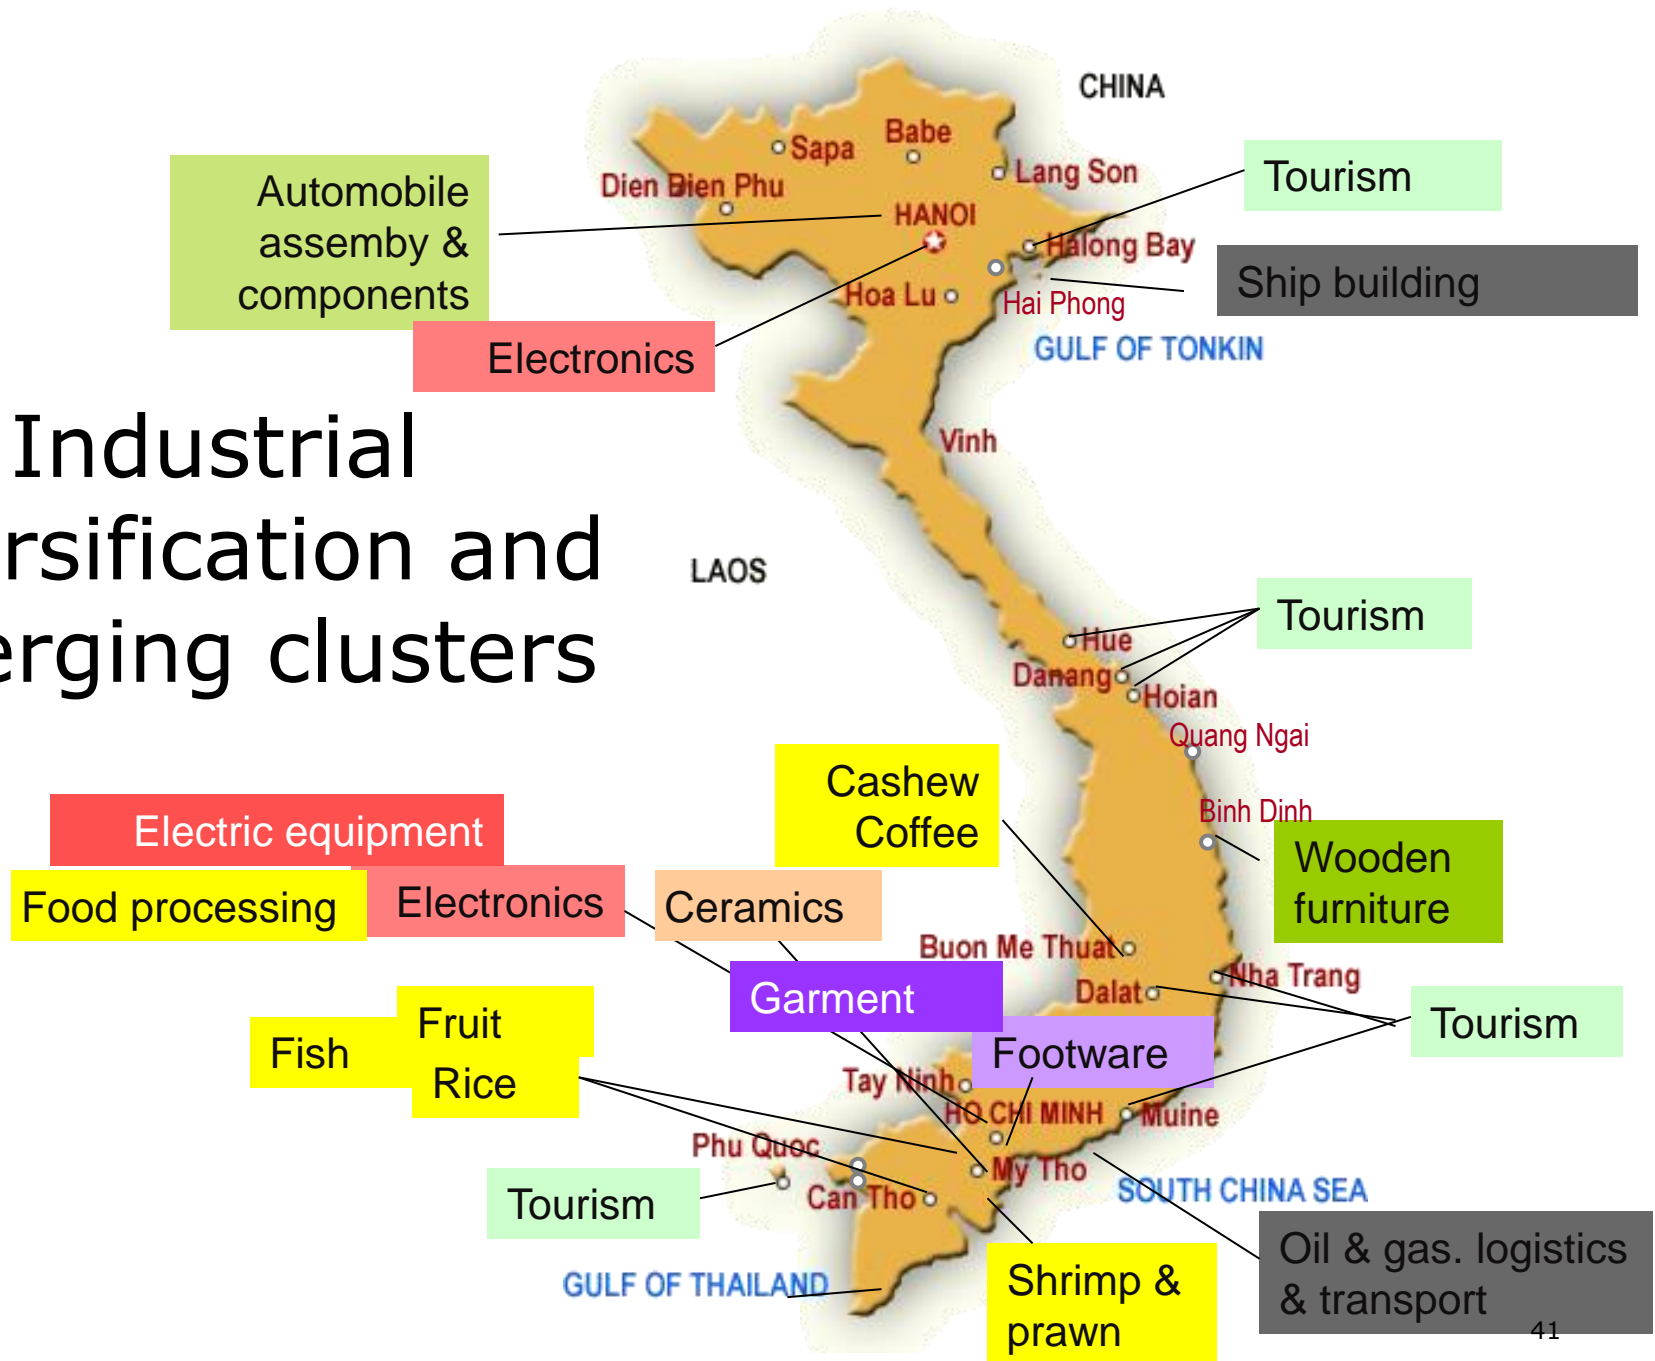 CHINA
Babe
Sapa
Lang Son
Tourism
Dien Bien Phu
Automobile
assemby &
components
HANOI
Halong Bay
Ship building
Hoa Lu
Hai Phong
Electronics
GULF OF TONKIN
Industrial
rsification and
erging clusters
Vinh
LAOS
Tourism
Hue
Danang
Hoian
Quang Ngai
Cashew
Coffee
Binh Dinh
Electric equipment
Wooden
furniture
Food processing
Electronics
Ceramics
Buon Me Thuat
Nha Trang
Dalat
Garment
Tourism
Fruit
Fish
Rice
Footware
Tay Ninh
HO CHI MINH
Muine
Phu Quoc
My Tho
Can Tho
Tourism
SOUTH CHINA SEA
Oil & gas. logistics
& transport
GULF OF THAILAND
Shrimp &
prawn
41